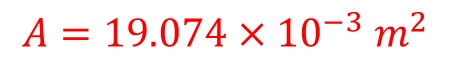 A = 19.074 × 10⁻³ m²